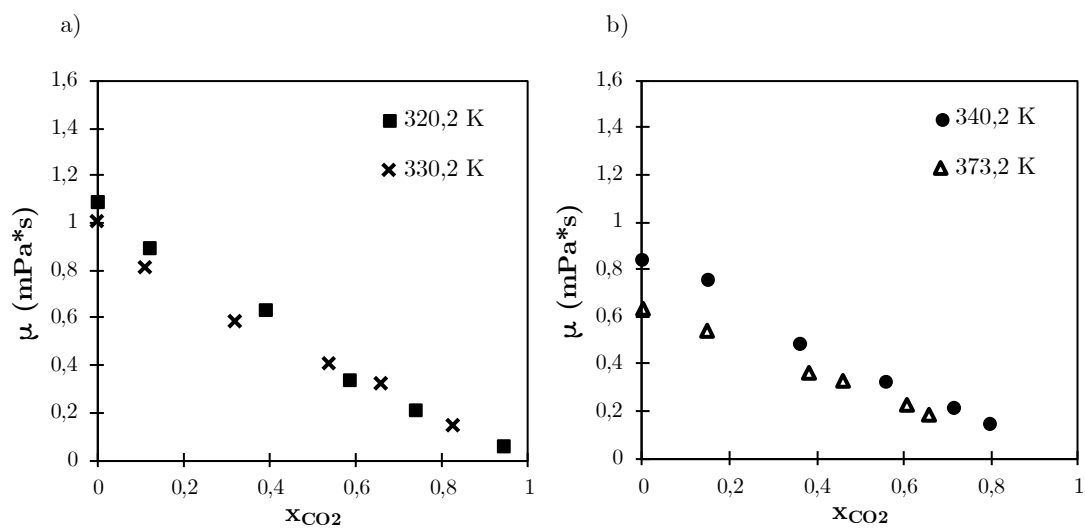 a)
1,6
1,4
1,2
1
0,8
0,6
0,4
0,2
0
0 0,2 0,4 0,6 0,8 1
μ (mPa*s)
xCO2
320,2 K
330,2 K
b)
1,6
1,4
1,2
1
0,8
0,6
0,4
0,2
0
0 0,2 0,4 0,6 0,8 1
μ (mPa*s)
xCO2
340,2 K
373,2 K